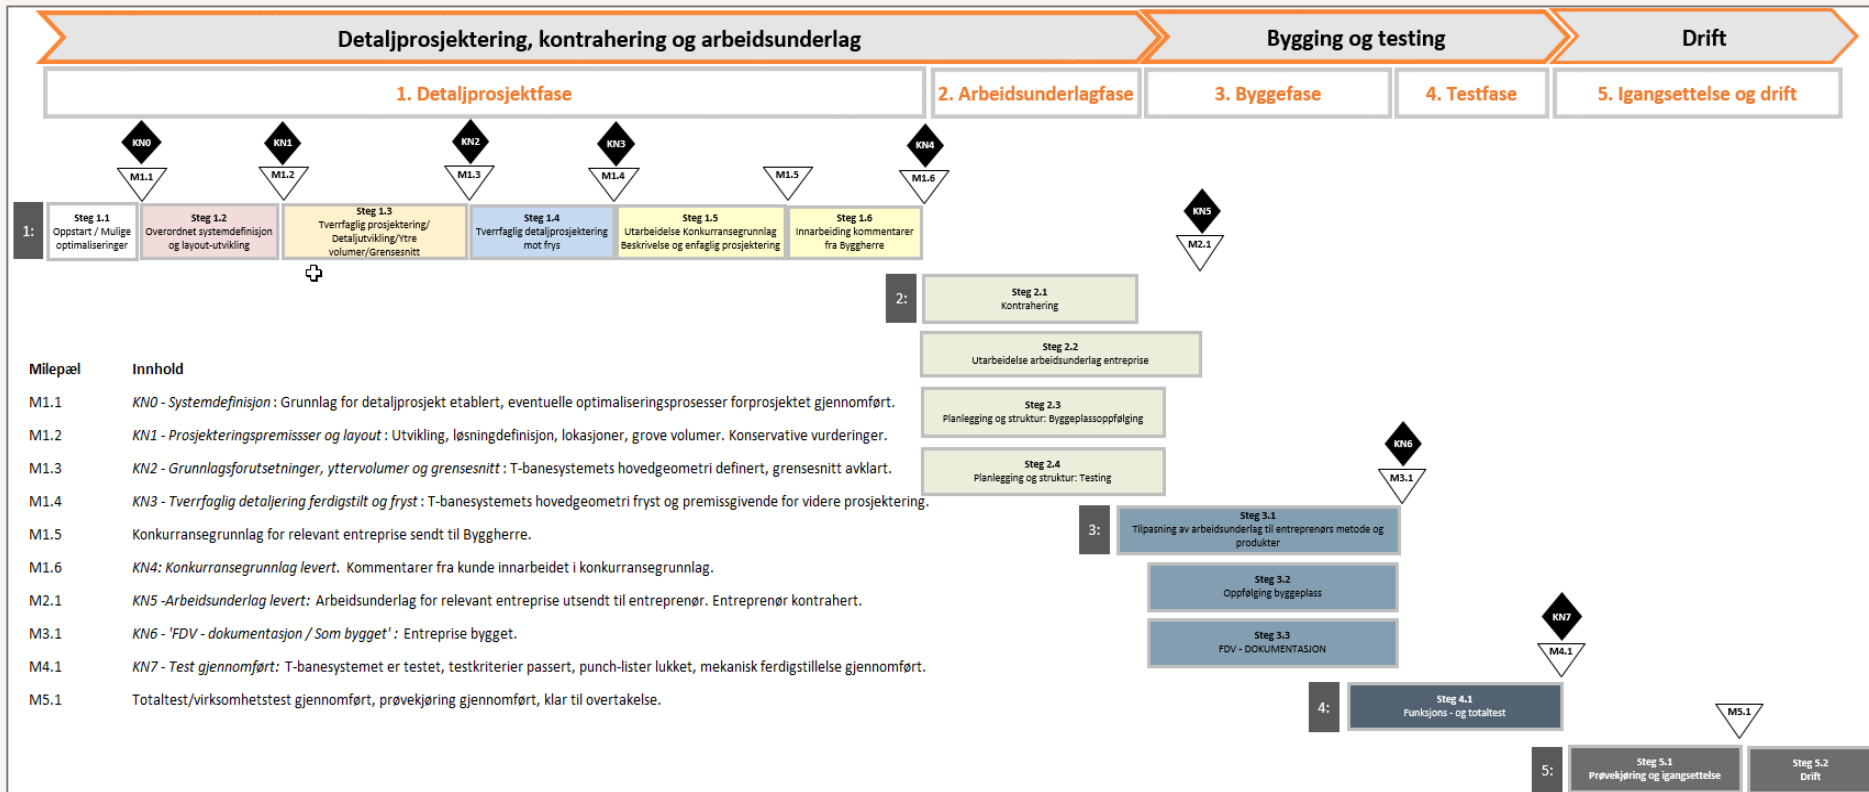 Detaljprosjektering, kontrahering og arbeidsunderlag
Bygging og testing
Drift
1. Detaljprosjektfase
2. Arbeidsunderlagfase
3. Byggefase
4. Testfase
5. Igangsettelse og drift
KN0
KN1
KN2
KN3
KN4
M1.1
M1.2
M1.3
M1.4
M1.5
M1.6
KN5
M2.1
1:
Steg 1.1
Oppstart / Mulige
optimaliseringer
Steg 1.2
Overordnet systemdefinisjon
og layout-utvikling
Steg 1.3
Tverrfaglig prosjektering/
Detaljutvikling/Ytre
volumer/Grensesnitt
Steg 1.4
Tverrfaglig detaljprosjektering
mot frys
Steg 1.5
Utarbeidelse Konkurransegrunnlag
Beskrivelse og enfaglig prosjektering
Steg 1.6
Innarbeiding kommentarer
fra Byggherre
2:
Steg 2.1
Kontrahering
Steg 2.2
Utarbeidelse arbeidsunderlag entreprise
Steg 2.3
Planlegging og struktur: Byggeplassoppfølging
Steg 2.4
Planlegging og struktur: Testing
KN6
M3.1
3:
Steg 3.1
Tilpasning av arbeidsunderlag til entreprenørs metode og
produkter
Steg 3.2
Oppfølging byggeplass
Steg 3.3
FDV - DOKUMENTASJON
KN7
M4.1
4:
Steg 4.1
Funksjons - og totaltest
M5.1
5:
Steg 5.1
Prøvekjøring og igangsettelse
Steg 5.2
Drift
Milepæl Innhold
M1.1 KN0 - Systemdefinisjon : Grunnlag for detaljprosjekt etablert, eventuelle optimaliseringsprosesser forprosjektet gjennomført.
M1.2 KN1 - Prosjekteringspremissser og layout : Utvikling, løsningdefinisjon, lokasjoner, grove volumer. Konservative vurderinger.
M1.3 KN2 - Grunnlagsforutsetninger, yttervolumer og grensesnitt : T-banesystemets hovedgeometri definert, grensesnitt avklart.
M1.4 KN3 - Tverrfaglig detaljering ferdigstilt og fryst : T-banesystemets hovedgeometri fryst og premissgivende for videre prosjektering.
M1.5 Konkurransegrunnlag for relevant entreprise sendt til Byggherre.
M1.6 KN4: Konkurransegrunnlag levert. Kommentarer fra kunde innarbeidet i konkurransegrunnlag.
M2.1 KN5 -Arbeidsunderlag levert: Arbeidsunderlag for relevant entreprise utsendt til entreprenør. Entreprenør kontrahert.
M3.1 KN6 - 'FDV - dokumentasjon / Som bygget' : Entreprise bygget.
M4.1 KN7 - Test gjennomført: T-banesystemet er testet, testkriterier passert, punch-lister lukket, mekanisk ferdigstillelse gjennomført.
M5.1 Totaltest/virksomhetstest gjennomført, prøvekjøring gjennomført, klar til overtakelse.